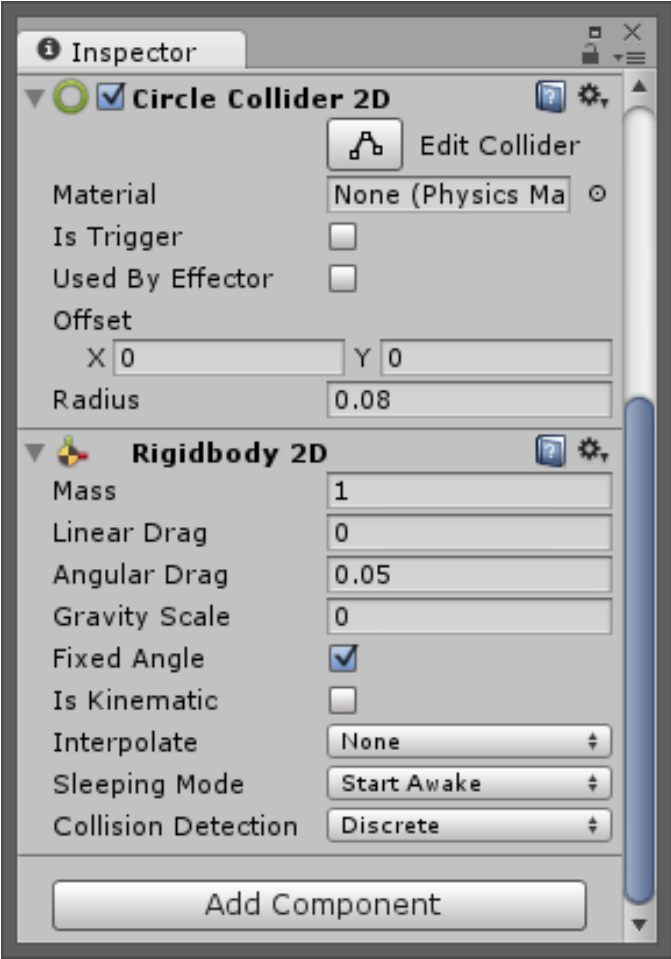 Inspector
Circle Collider 2D
Edit Collider
Material None (Physics Ma
Is Trigger
Used By Effector
Offset
X 0 Y 0
Radius 0.08
Rigidbody 2D
Mass 1
Linear Drag 0
Angular Drag 0.05
Gravity Scale 0
Fixed Angle
Is Kinematic
Interpolate None
Sleeping Mode Start Awake
Collision Detection Discrete
Add Component